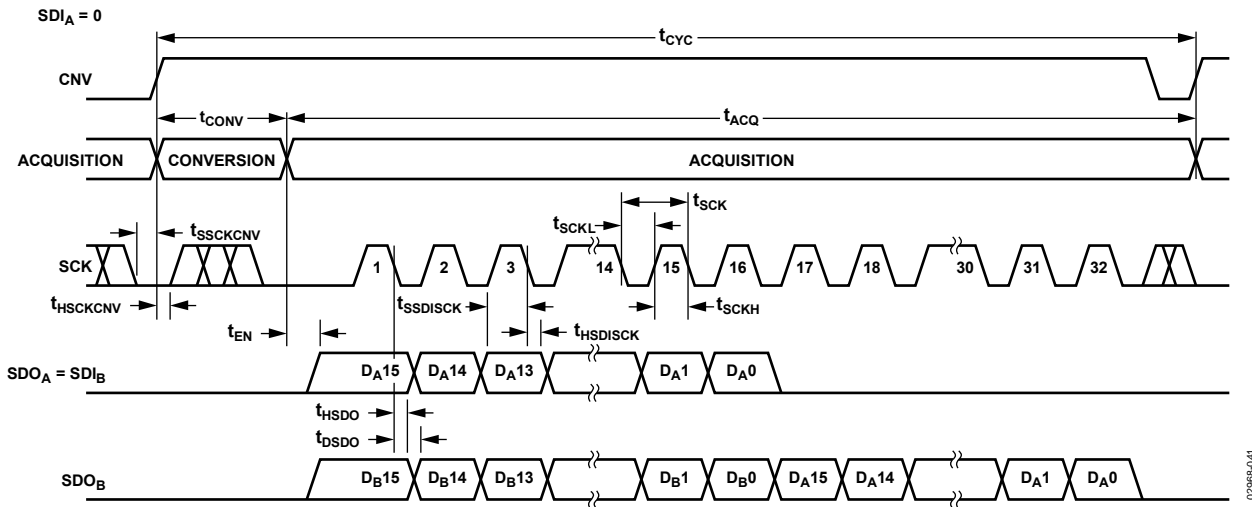 SDIA = 0
tCYC
CNV
tCONV
tACQ
ACQUISITION
CONVERSION
ACQUISITION
tSCK
tSCKL
tSSCKCNV
SCK
1 2 3 14 15 16 17 18 30 31 32
tHSCKCNV
tSSDISCK
tSCKH
tEN
tHSDISCK
SDOA = SDIB
DA15 DA14 DA13 DA1 DA0
tHSDO
tDSDO
SDOB
DB15 DB14 DB13 DB1 DB0 DA15 DA14 DA1 DA0
02968-041